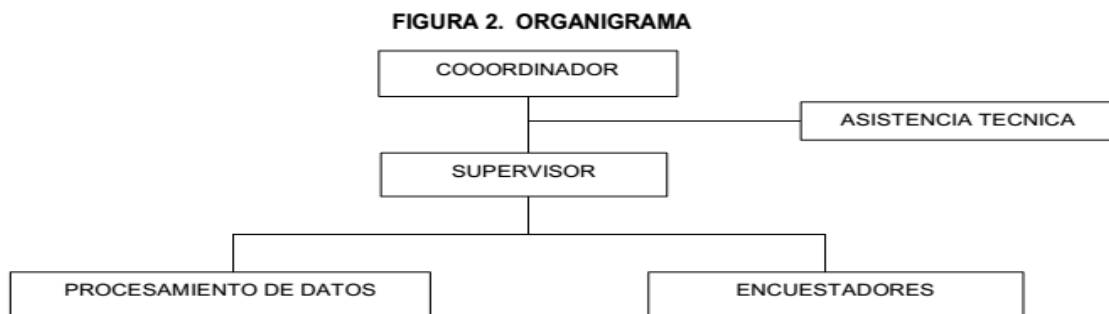 FIGURA 2. ORGANIGRAMA
COOORDINADOR
ASISTENCIA TECNICA
SUPERVISOR
PROCESAMIENTO DE DATOS
ENCUESTADORES